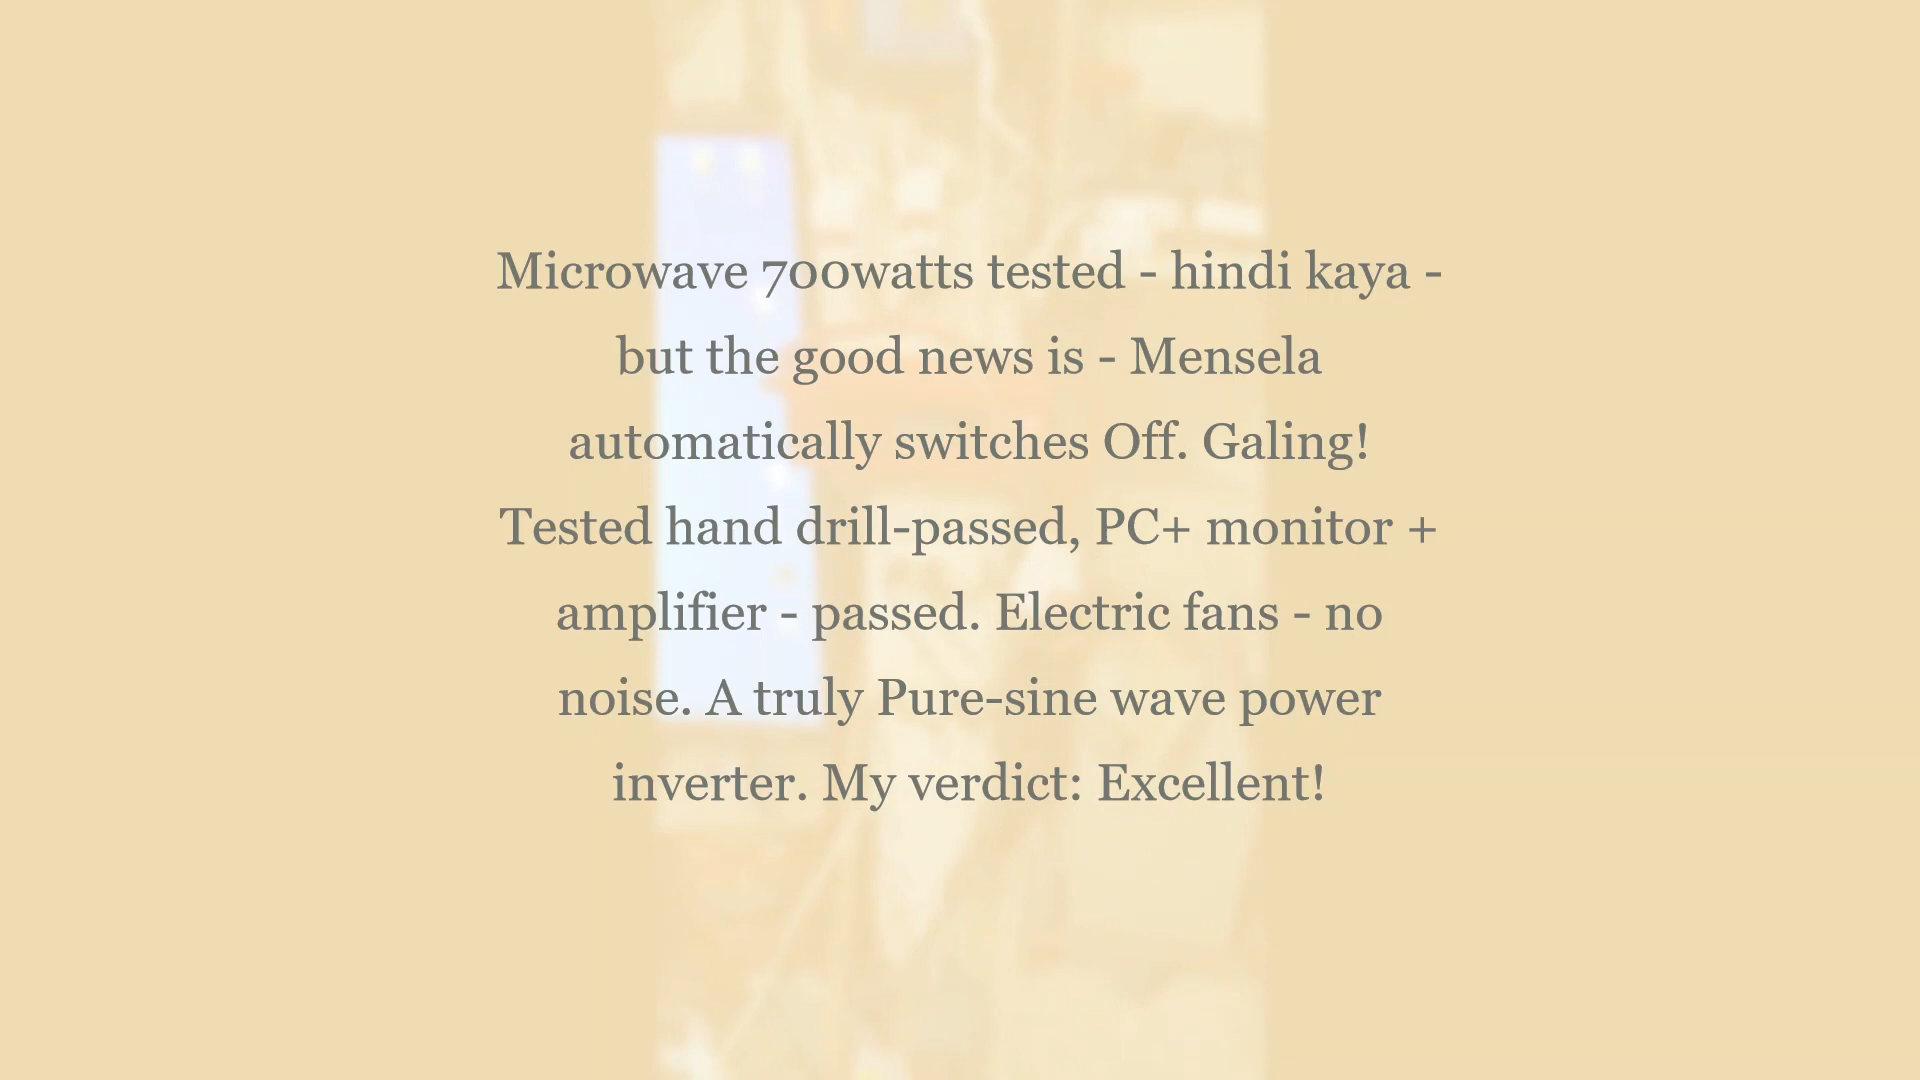 Microwave 700watts tested - hindi kaya -
but the good news is - Mensela
automatically switches Off. Galing!
Tested hand drill-passed, PC+ monitor +
amplifier - passed. Electric fans - no
noise. A truly Pure-sine wave power
inverter. My verdict: Excellent!